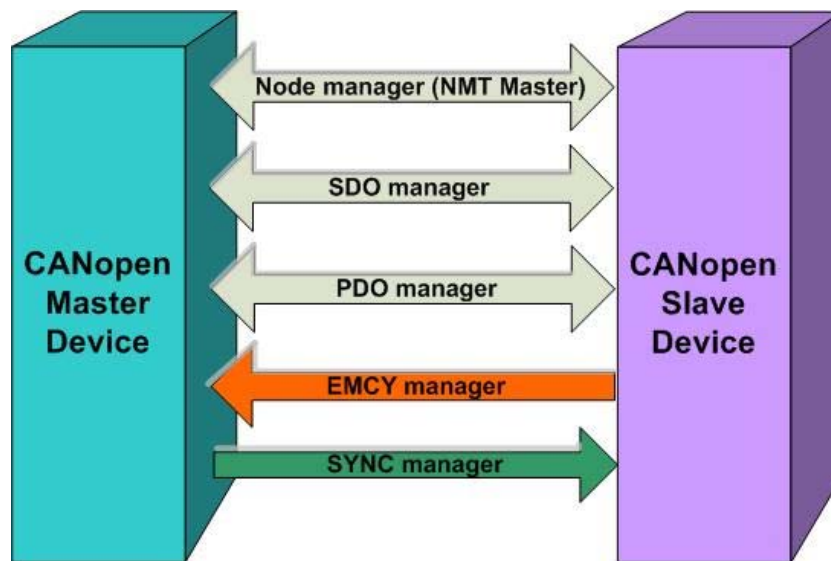 CANopen
Master
Device
Node manager (NMT Master)
SDO manager
PDO manager
EMCY manager
SYNC manager
CANopen
Slave
Device